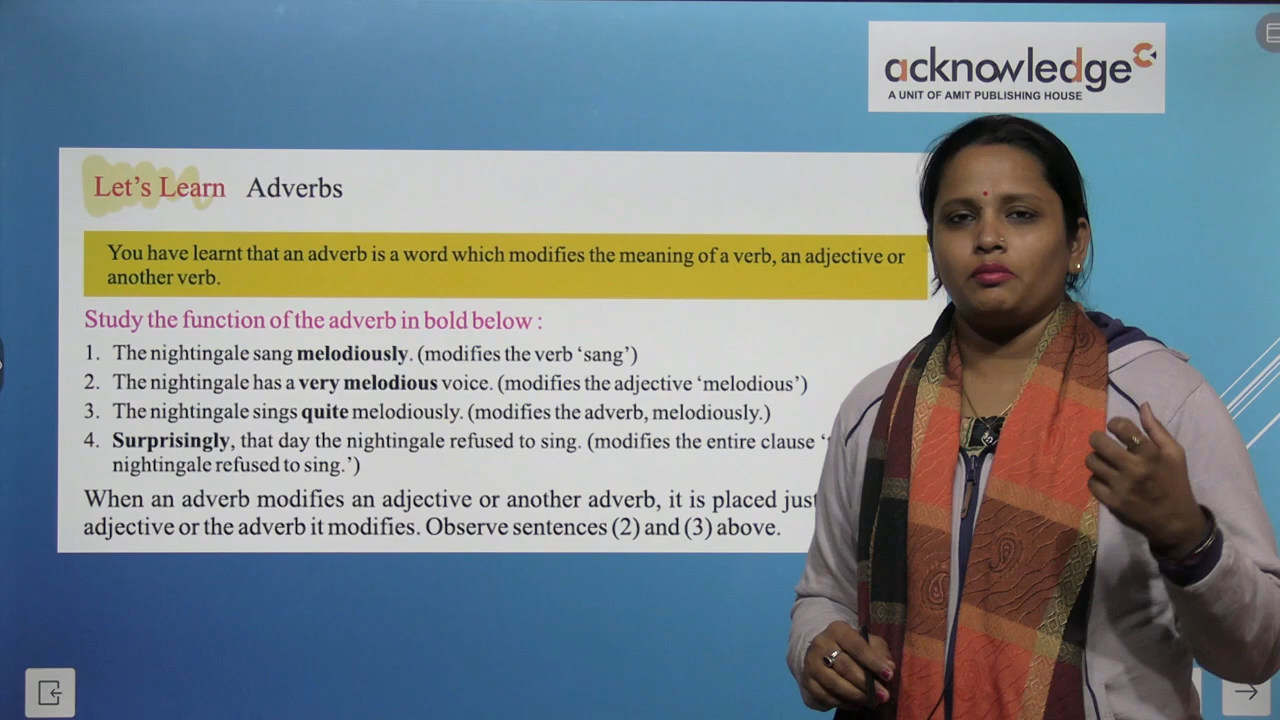 acknowledge
A UNIT OF AMIT PUBLISHING HOUSE
Let's Learn Adverbs
You have learnt that an adverb is a word which modifies the meaning of a verb, an adjective or
another verb.
Study the function of the adverb in bold below :
1. The nightingale sang melodiously. (modifies the verb ‘sang’)
2. The nightingale has a very melodious voice. (modifies the adjective ‘melodious’)
3. The nightingale sings quite melodiously. (modifies the adverb, melodiously.)
4. Surprisingly, that day the nightingale refused to sing. (modifies the entire clause ‘
nightingale refused to sing.’)
When an adverb modifies an adjective or another adverb, it is placed just
adjective or the adverb it modifies. Observe sentences (2) and (3) above.